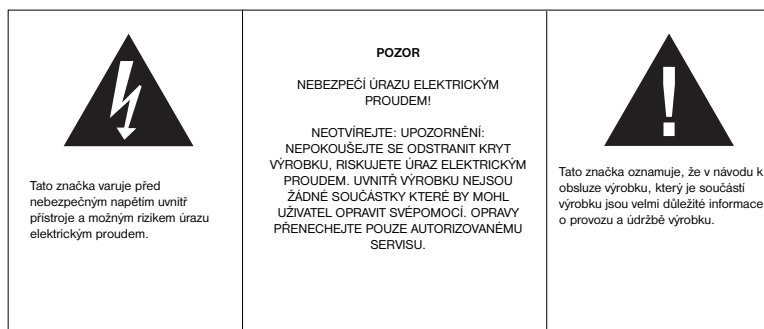 Tato značka varuje před
nebezpečným napětím uvnitř
přístroje a možným rizikem úrazu
elektrickým proudem.
POZOR
NEBEZPEČÍ ÚRAZU ELEKTRICKÝM
PROUDEM!
NEOTVÍREJTE: UPOZORNĚNÍ:
NEPOKOUŠEJTE SE ODSTRANIT KRYT
VÝROBKU, RISKUJETE ÚRAZ ELEKTRICKÝM
PROUDEM. UVNITŘ VÝROBKU NEJSOU
ŽÁDNÉ SOUČÁSTKY KTERÉ BY MOHL
UŽIVATEL OPRAVIT SVÉPOMOCÍ. OPRAVY
PŘENECHEJTE POUZE AUTORIZOVANÉMU
SERVISU.
!
Tato značka oznamuje, že v návodu k
obsluze výrobku, který je součástí
výrobku jsou velmi důležité informace
o provozu a údržbě výrobku.